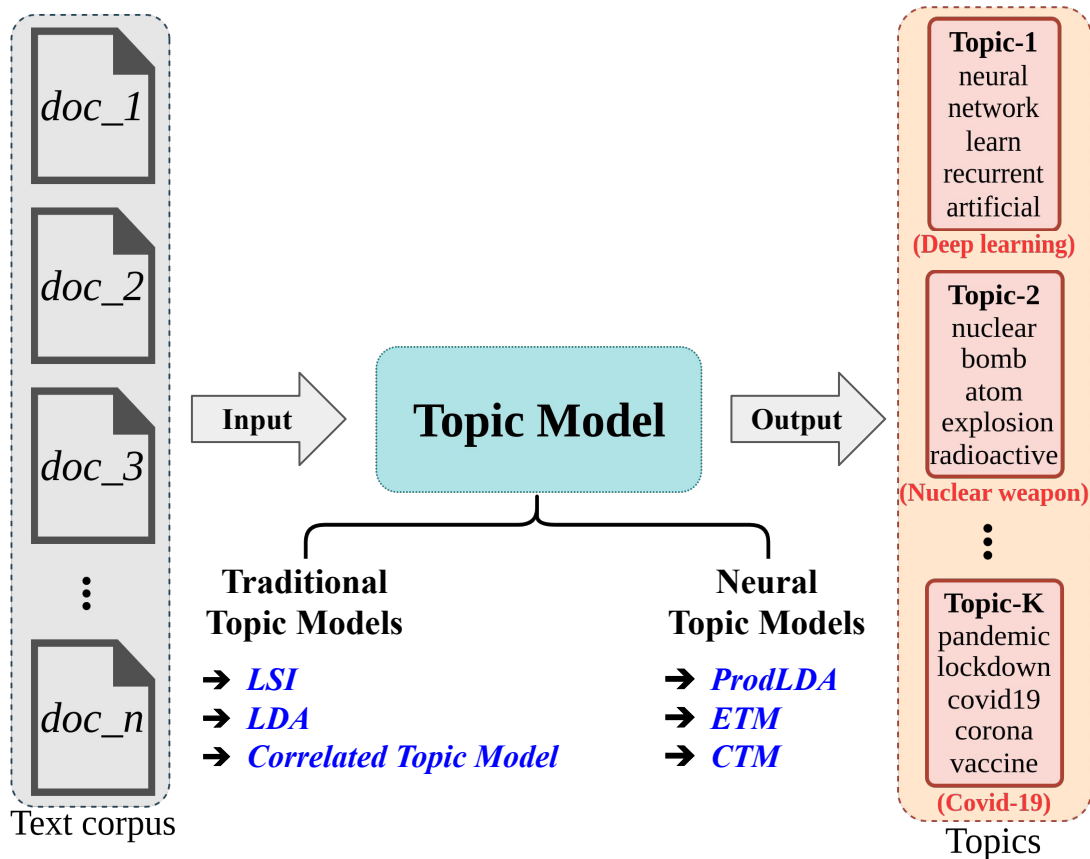 doc_1
doc_2
doc_3
doc_n
Text corpus
Input
Topic Model
Output
Traditional
Topic Models
➔ LSI
➔ LDA
➔ Correlated Topic Model
Neural
Topic Models
➔ ProdLDA
➔ ETM
➔ CTM
Topic-1
neural
network
learn
recurrent
artificial
(Deep learning)
Topic-2
nuclear
bomb
atom
explosion
radioactive
(Nuclear weapon)
Topic-K
pandemic
lockdown
covid19
corona
vaccine
(Covid-19)
Topics